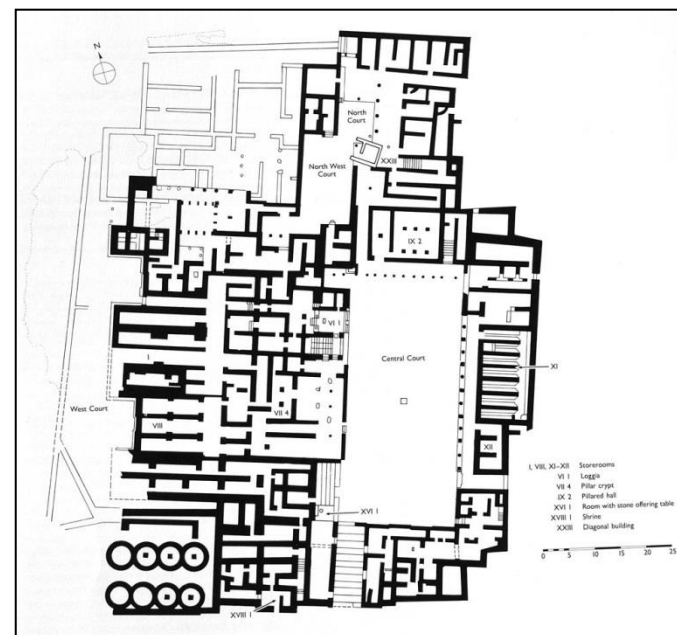 N
North Court
North West Court
XXIII
IX 2
VI 1
Central Court
XI
I
West Court
VIII
VII 4
XII
I, VIII, XI–XII Storerooms
VI 1 Loggia
VII 4 Pillar crypt
IX 2 Pillared hall
XVI 1 Room with stone offering table
XVIII 1 Shrine
XXIII Diagonal building
XVI 1
0 5 10 15 20 25
XVIII 1